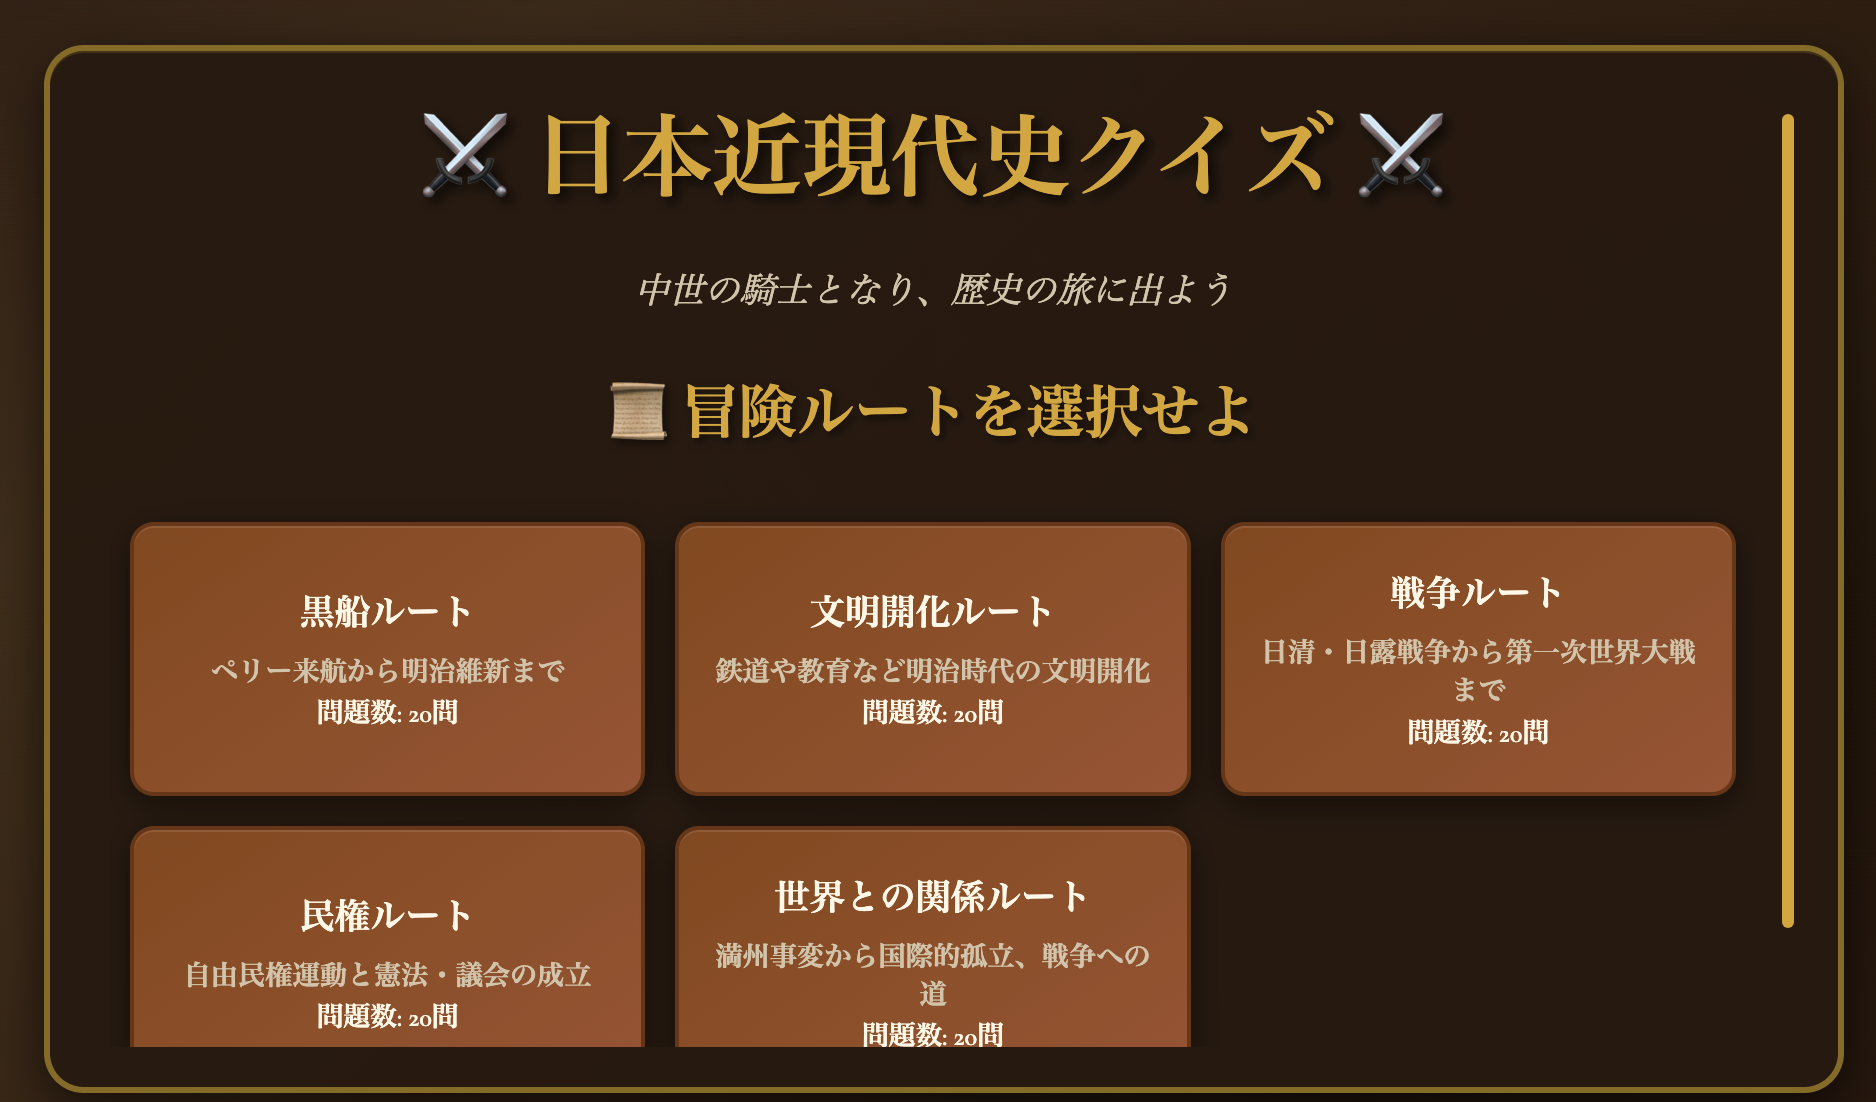 ⚔️ 日本近現代史クイズ ⚔️
中世の騎士となり、歴史の旅に出よう
📜 冒険ルートを選択せよ
黒船ルート
ペリー来航から明治維新まで
問題数: 20問
文明開化ルート
鉄道や教育など明治時代の文明開化
問題数: 20問
戦争ルート
日清・日露戦争から第一次世界大戦
まで
問題数: 20問
民権ルート
自由民権運動と憲法・議会の成立
問題数: 20問
世界との関係ルート
満州事変から国際的孤立、戦争への
道
問題数: 20問